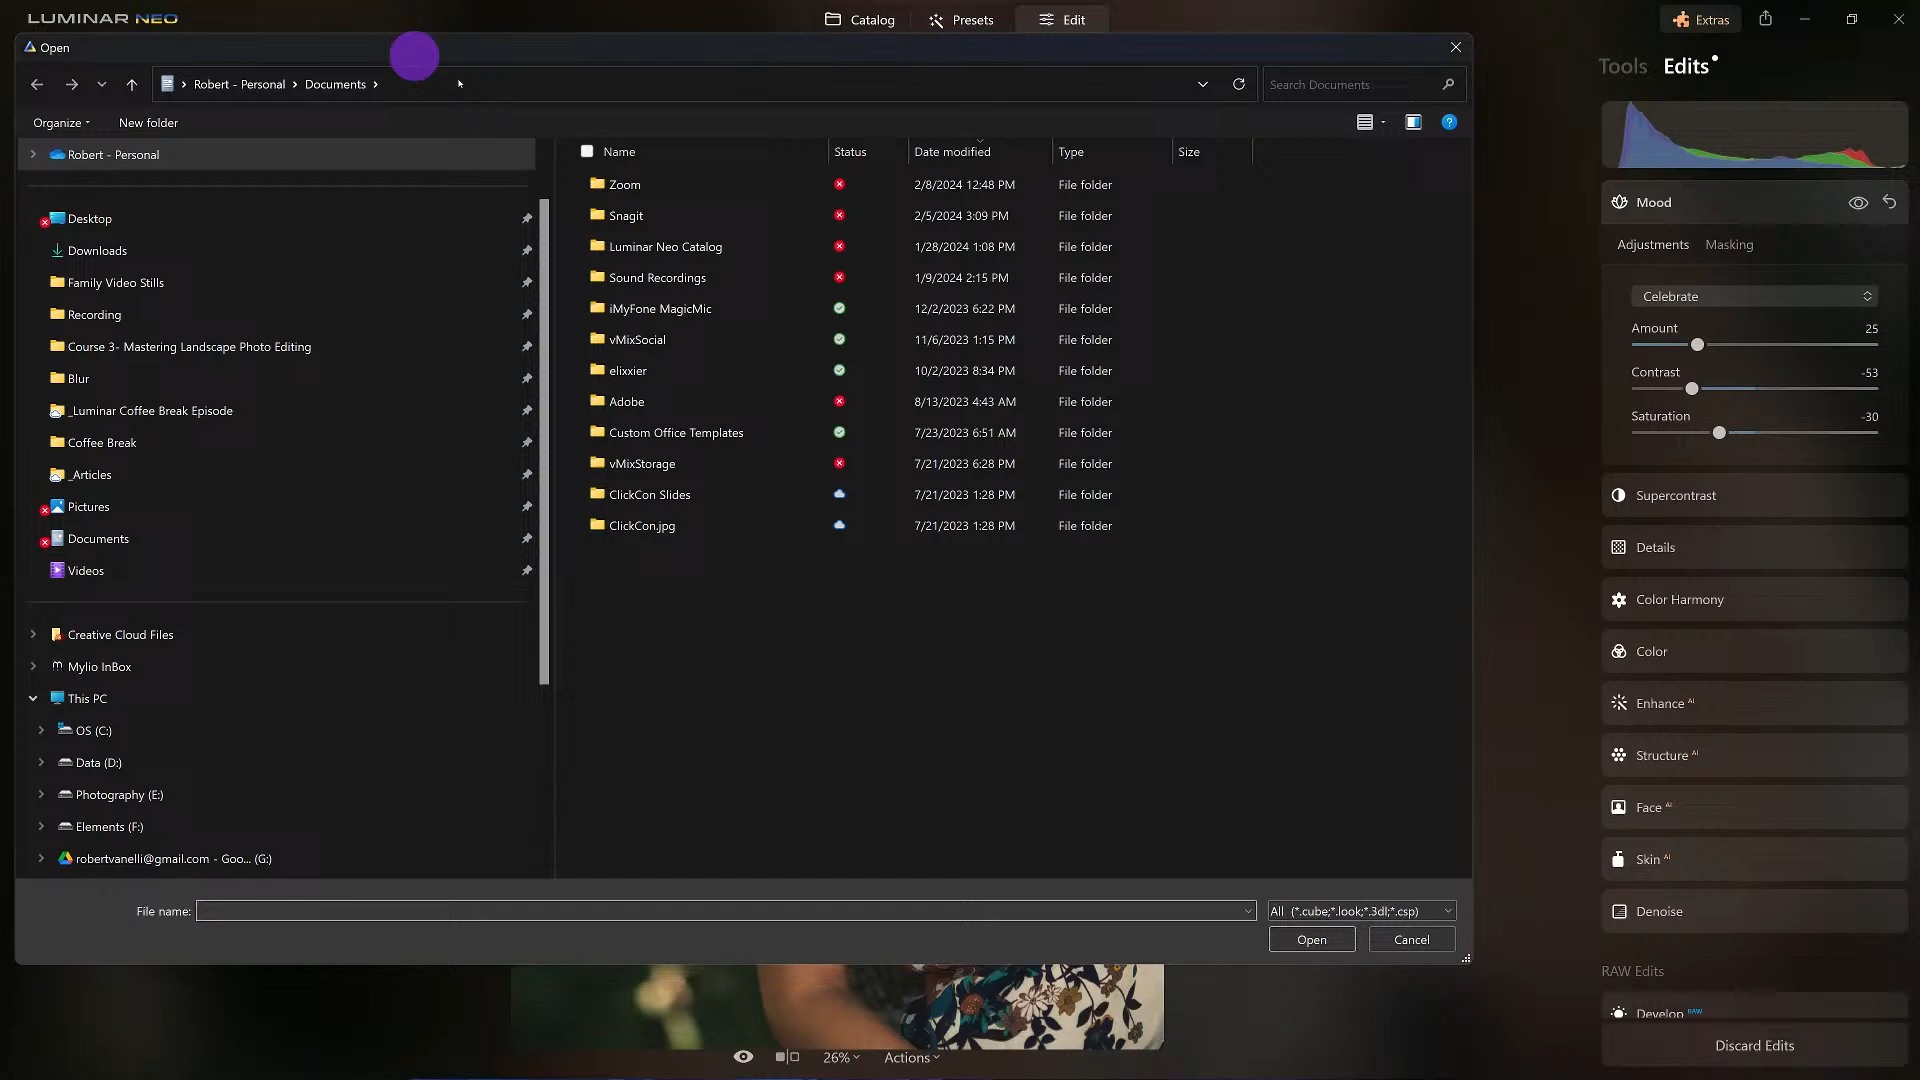 LUMINAR NEO
Catalog
Presets
Edit
Extras
Open
Robert - Personal
Documents
Search Documents
Organize
New folder
Robert - Personal
Desktop
Downloads
Family Video Stills
Recording
Course 3- Mastering Landscape Photo Editing
Blur
_Luminar Coffee Break Episode
Coffee Break
_Articles
Pictures
Documents
Videos
Creative Cloud Files
Mylio InBox
This PC
OS (C:)
Data (D:)
Photography (E:)
Elements (F:)
robertvanelli@gmail.com - Goo... (G:)
Name Status Date modified Type Size
Zoom 2/8/2024 12:48 PM File folder
Snagit 2/5/2024 3:09 PM File folder
Luminar Neo Catalog 1/28/2024 1:08 PM File folder
Sound Recordings 1/9/2024 2:15 PM File folder
iMyFone MagicMic 12/2/2023 6:22 PM File folder
vMixSocial 11/6/2023 1:15 PM File folder
elixxier 10/2/2023 8:34 PM File folder
Adobe 8/13/2023 4:43 AM File folder
Custom Office Templates 7/23/2023 6:51 AM File folder
vMixStorage 7/21/2023 6:28 PM File folder
ClickCon Slides 7/21/2023 1:28 PM File folder
ClickCon.jpg 7/21/2023 1:28 PM File folder
File name:
All (*.cube;*.look;*.3dl;*.csp)
Open
Cancel
26%
Actions
Tools
Edits
Mood
Adjustments
Masking
Celebrate
Amount 25
Contrast -53
Saturation -30
Supercontrast
Details
Color Harmony
Color
Enhance AI
Structure AI
Face AI
Skin AI
Denoise
RAW Edits
Develop RAW
Discard Edits